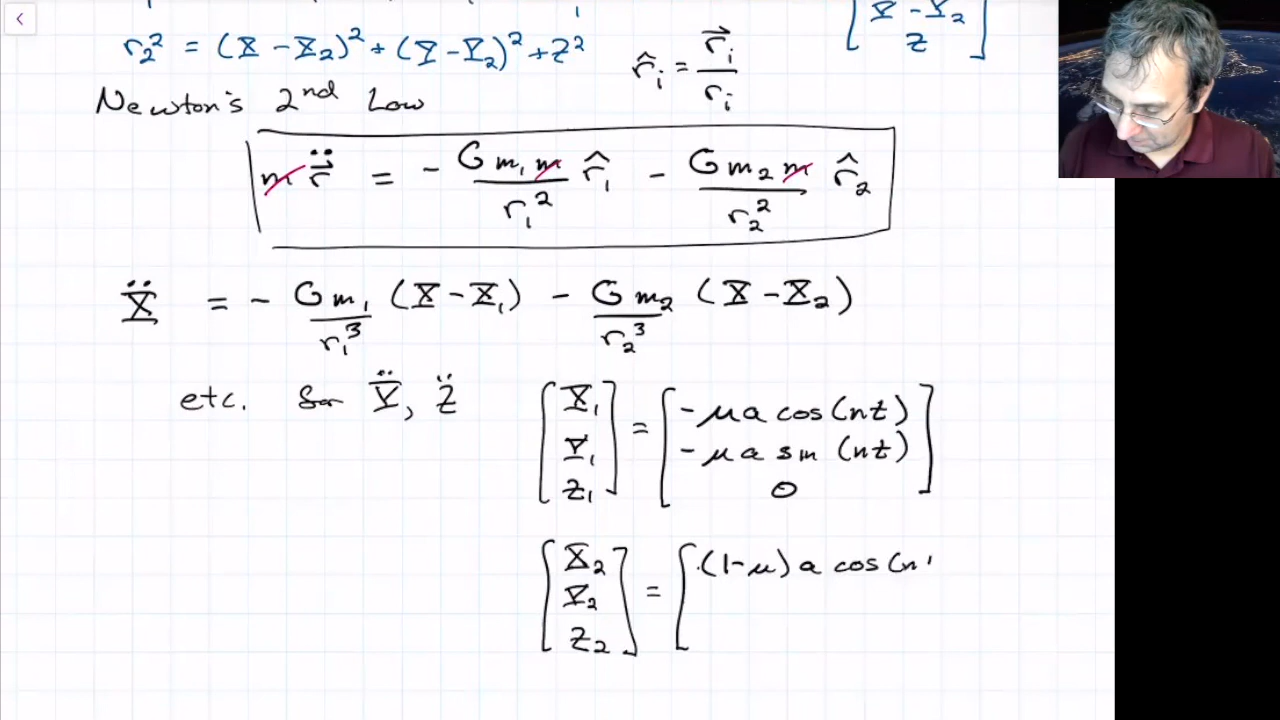 X - Y₂
r₂² = (X - X₂)² + (Y - Y₂)² + Z²
Z
r̂ᵢ = r⃗ᵢ / rᵢ
Newton's 2nd Law
m r̈ = - G m₁ m / r₁² r̂₁ - G m₂ m / r₂² r̂₂
Ẍ = - G m₁ / r₁³ (X - X₁) - G m₂ / r₂³ (X - X₂)
etc. for Ÿ, Z̈
[X₁ Y₁ Z₁] = [-μa cos(nt)
-μa sin(nt)
0]
[X₂ Y₂ Z₂] = [(1-μ)a cos(n